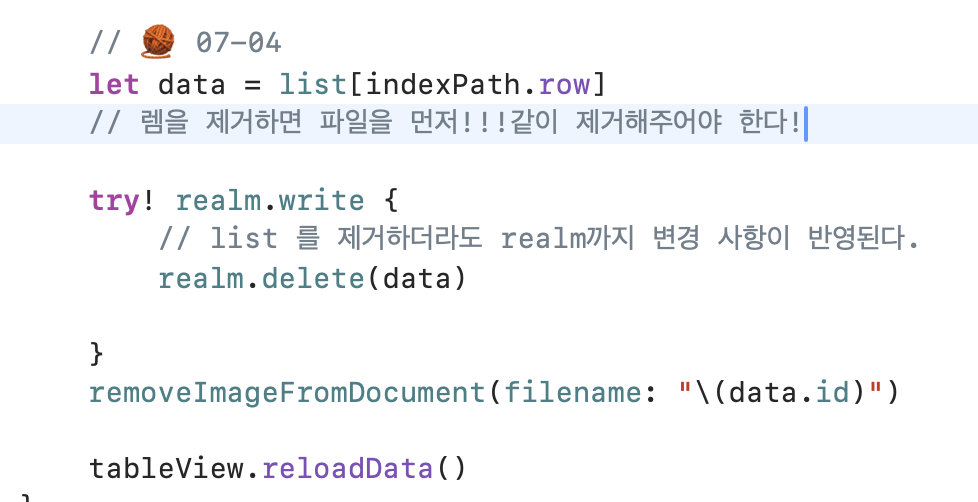 // 🧶 07-04
let data = list[indexPath.row]
// 렘을 제거하면 파일을 먼저!!!같이 제거해주어야 한다!
try! realm.write {
// list 를 제거하더라도 realm까지 변경 사항이 반영된다.
realm.delete(data)
}
removeImageFromDocument(filename: "\(data.id)")
tableView.reloadData()